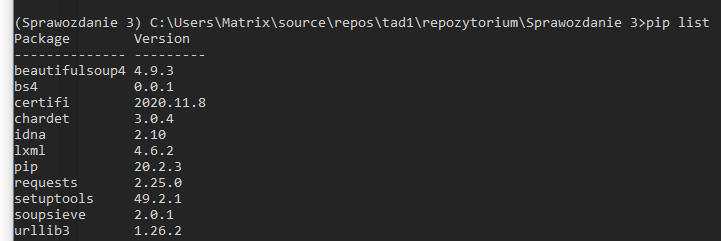 (Sprawozdanie 3) C:\Users\Matrix\source\repos\tad1\repozytorium\Sprawozdanie 3>pip list
Package        Version
-------------- ---------
beautifulsoup4 4.9.3
bs4            0.0.1
certifi        2020.11.8
chardet        3.0.4
idna           2.10
lxml           4.6.2
pip            20.2.3
requests       2.25.0
setuptools     49.2.1
soupsieve      2.0.1
urllib3        1.26.2